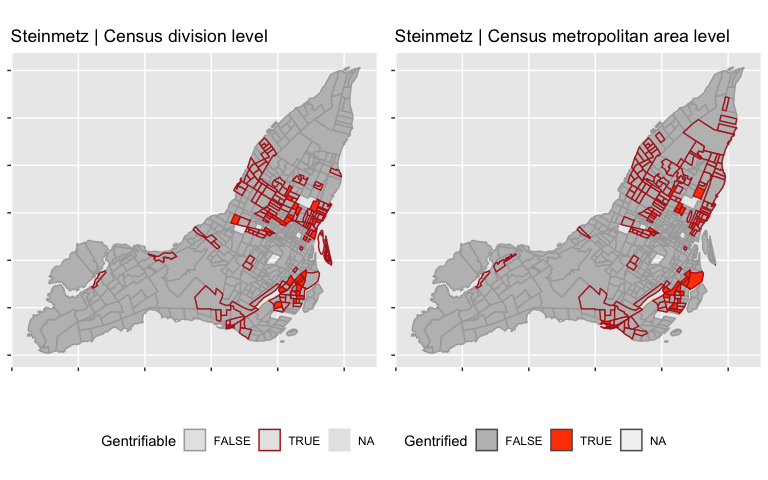 Steinmetz | Census division level
Steinmetz | Census metropolitan area level
Gentrifiable FALSE TRUE NA Gentrified FALSE TRUE NA